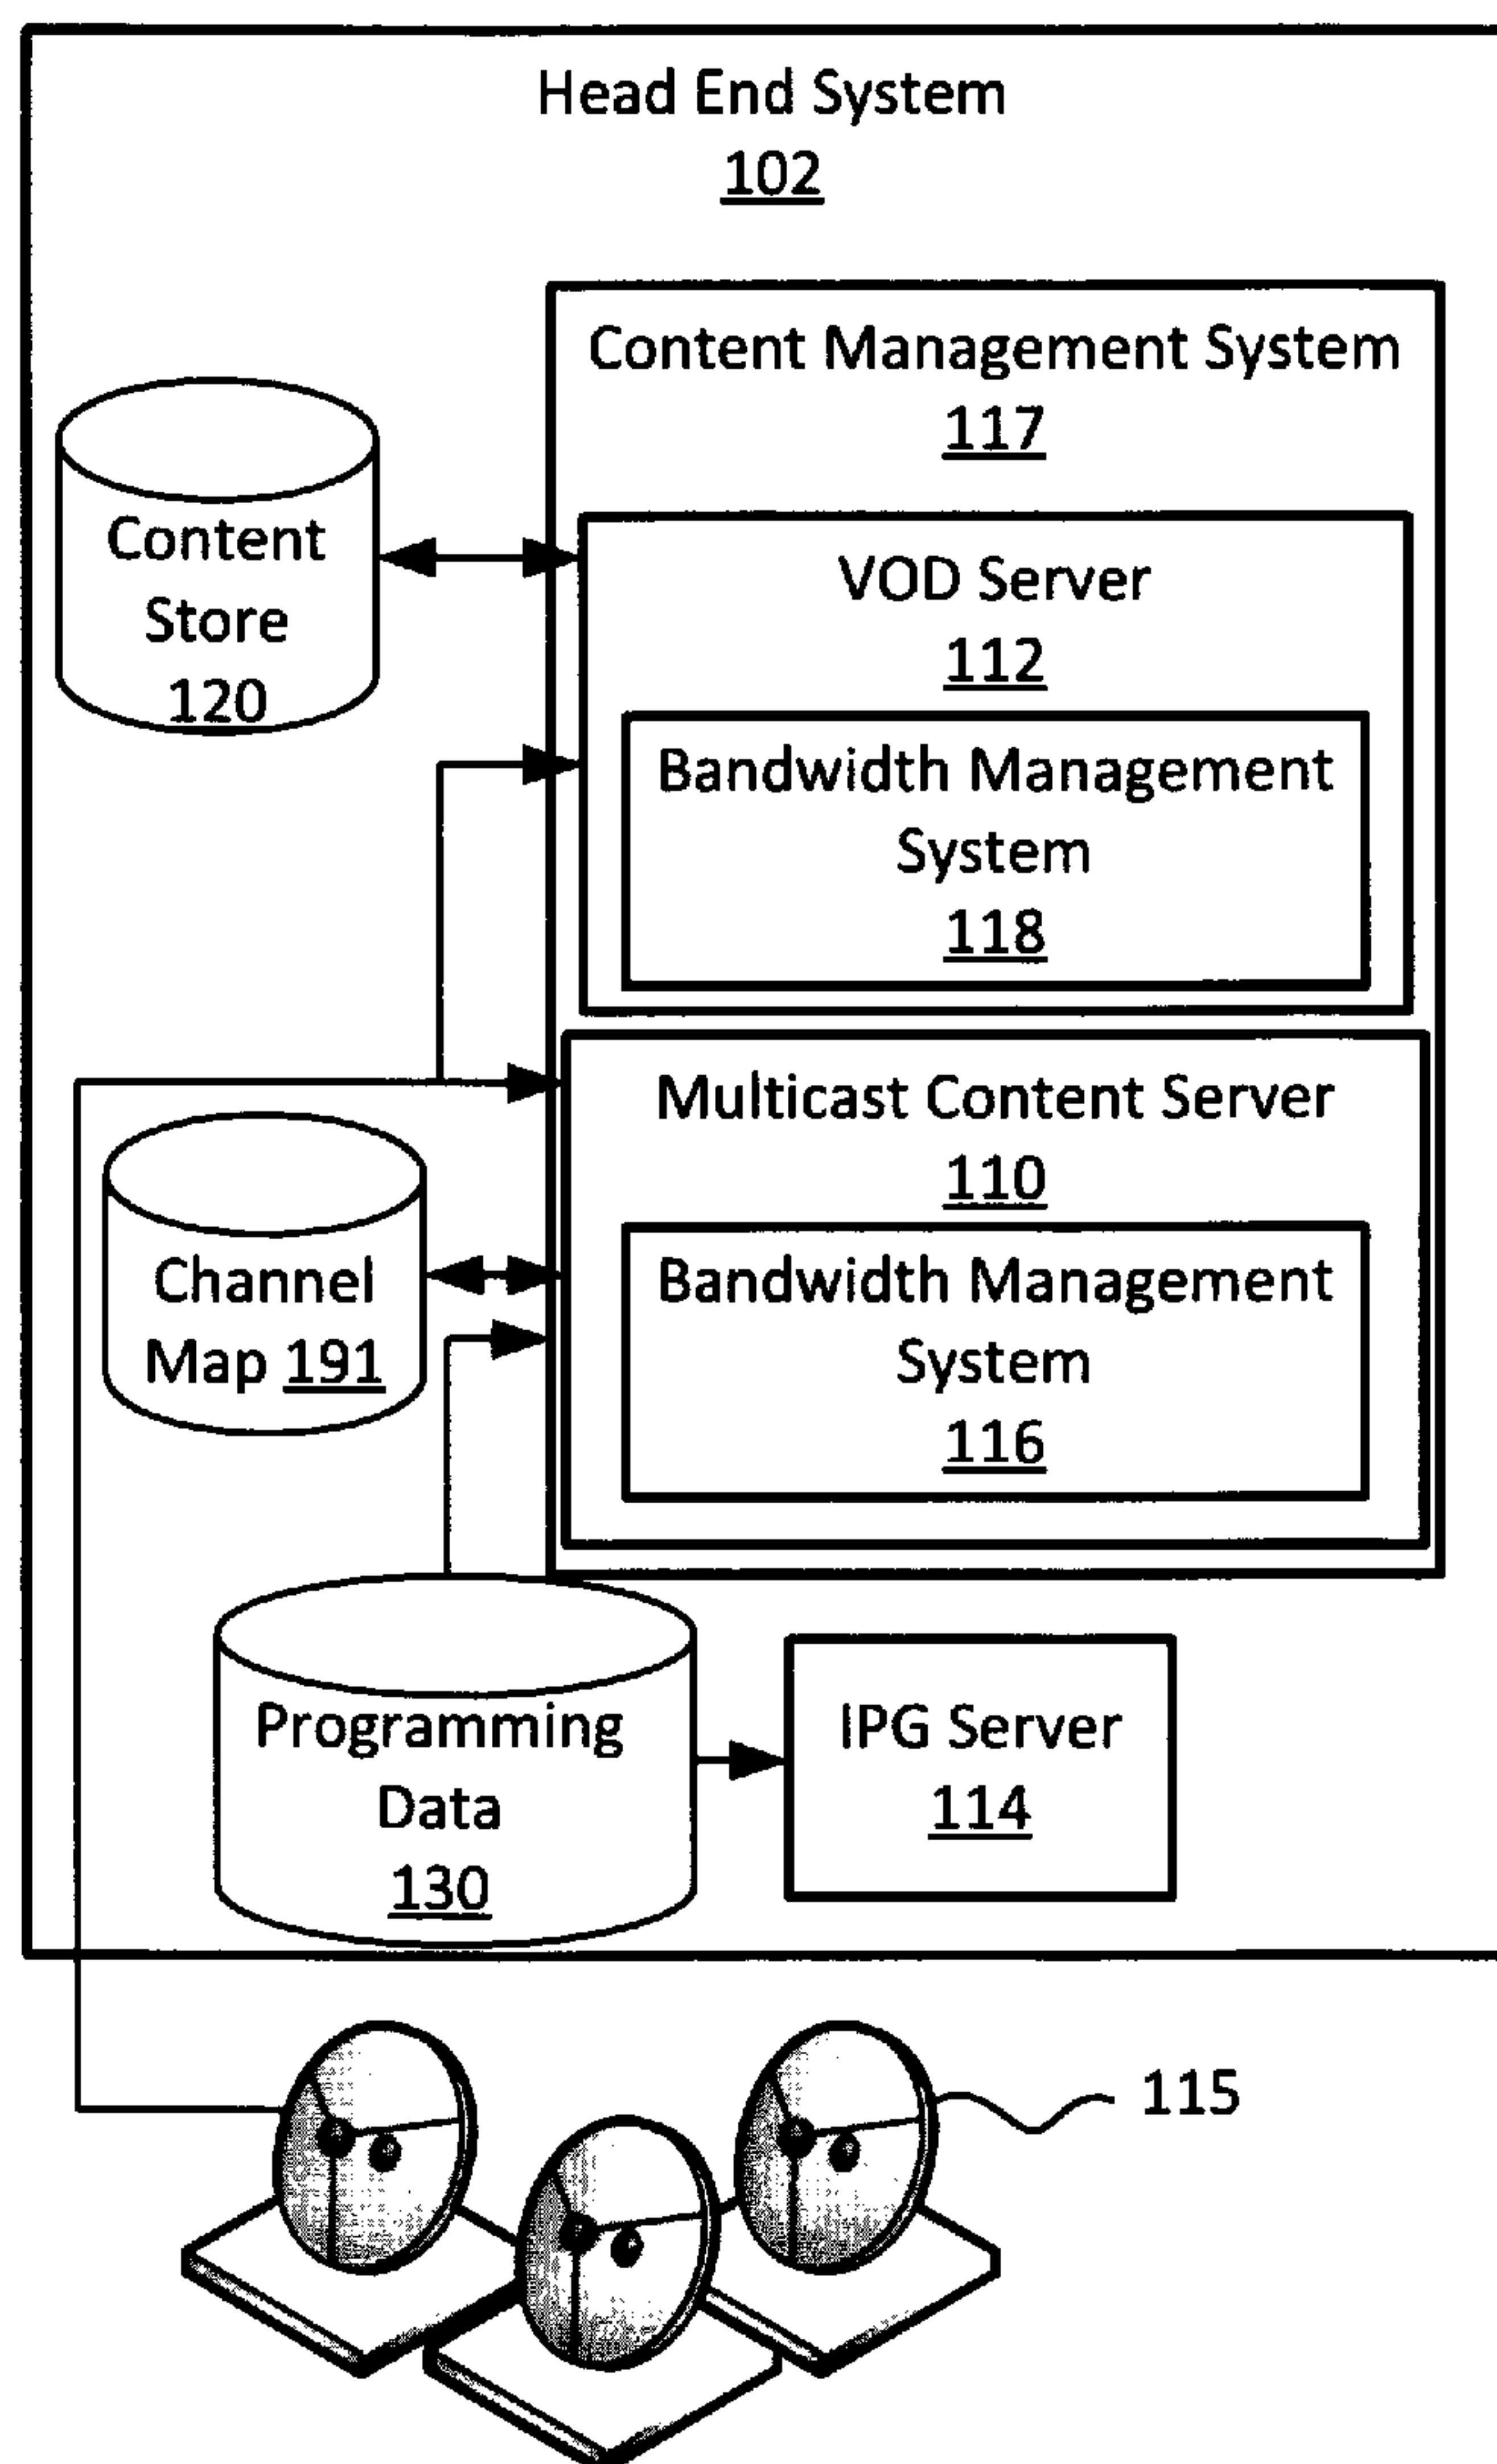 Head End System
102
Content Management System
117
Content
Store
120
VOD Server
112
Bandwidth Management
System
118
Multicast Content Server
110
Channel
Map 191
Bandwidth Management
System
116
Programming
Data
130
IPG Server
114
115